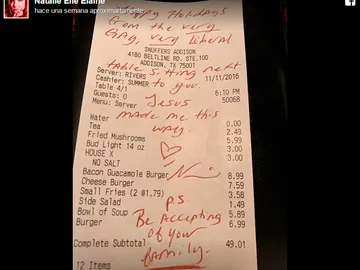 Natalie Elle Elaine
hace una semana aproximadamente
Happy Holidays
from the very
Gay, very Liberal
SNUFFERS ADDISON
4180 BELTLINE RD. STE:100
ADDISON, TX 75001
table sitting next
Server: RIVERS 11/11/2016
Cashier: SUMMER to you. 6:10 PM
Table 4/1
Guests: 0 50068
Menu: Server Jesus
made me this
way.
Water 0.00
Tea 2.49
Fried Mushrooms 5.99
Bud Light 14 oz 3.00
HOUSE X
NO SALT
Bacon Guacamole Burger 8.99
Cheese Burger 7.59
Small Fries (2 @1.79) 3.58
Side Salad 1.49
Bowl of Soup 5.89
Burger 6.99
P.S.
Be Accepting
of your
family.
Complete Subtotal 49.01
12 Items